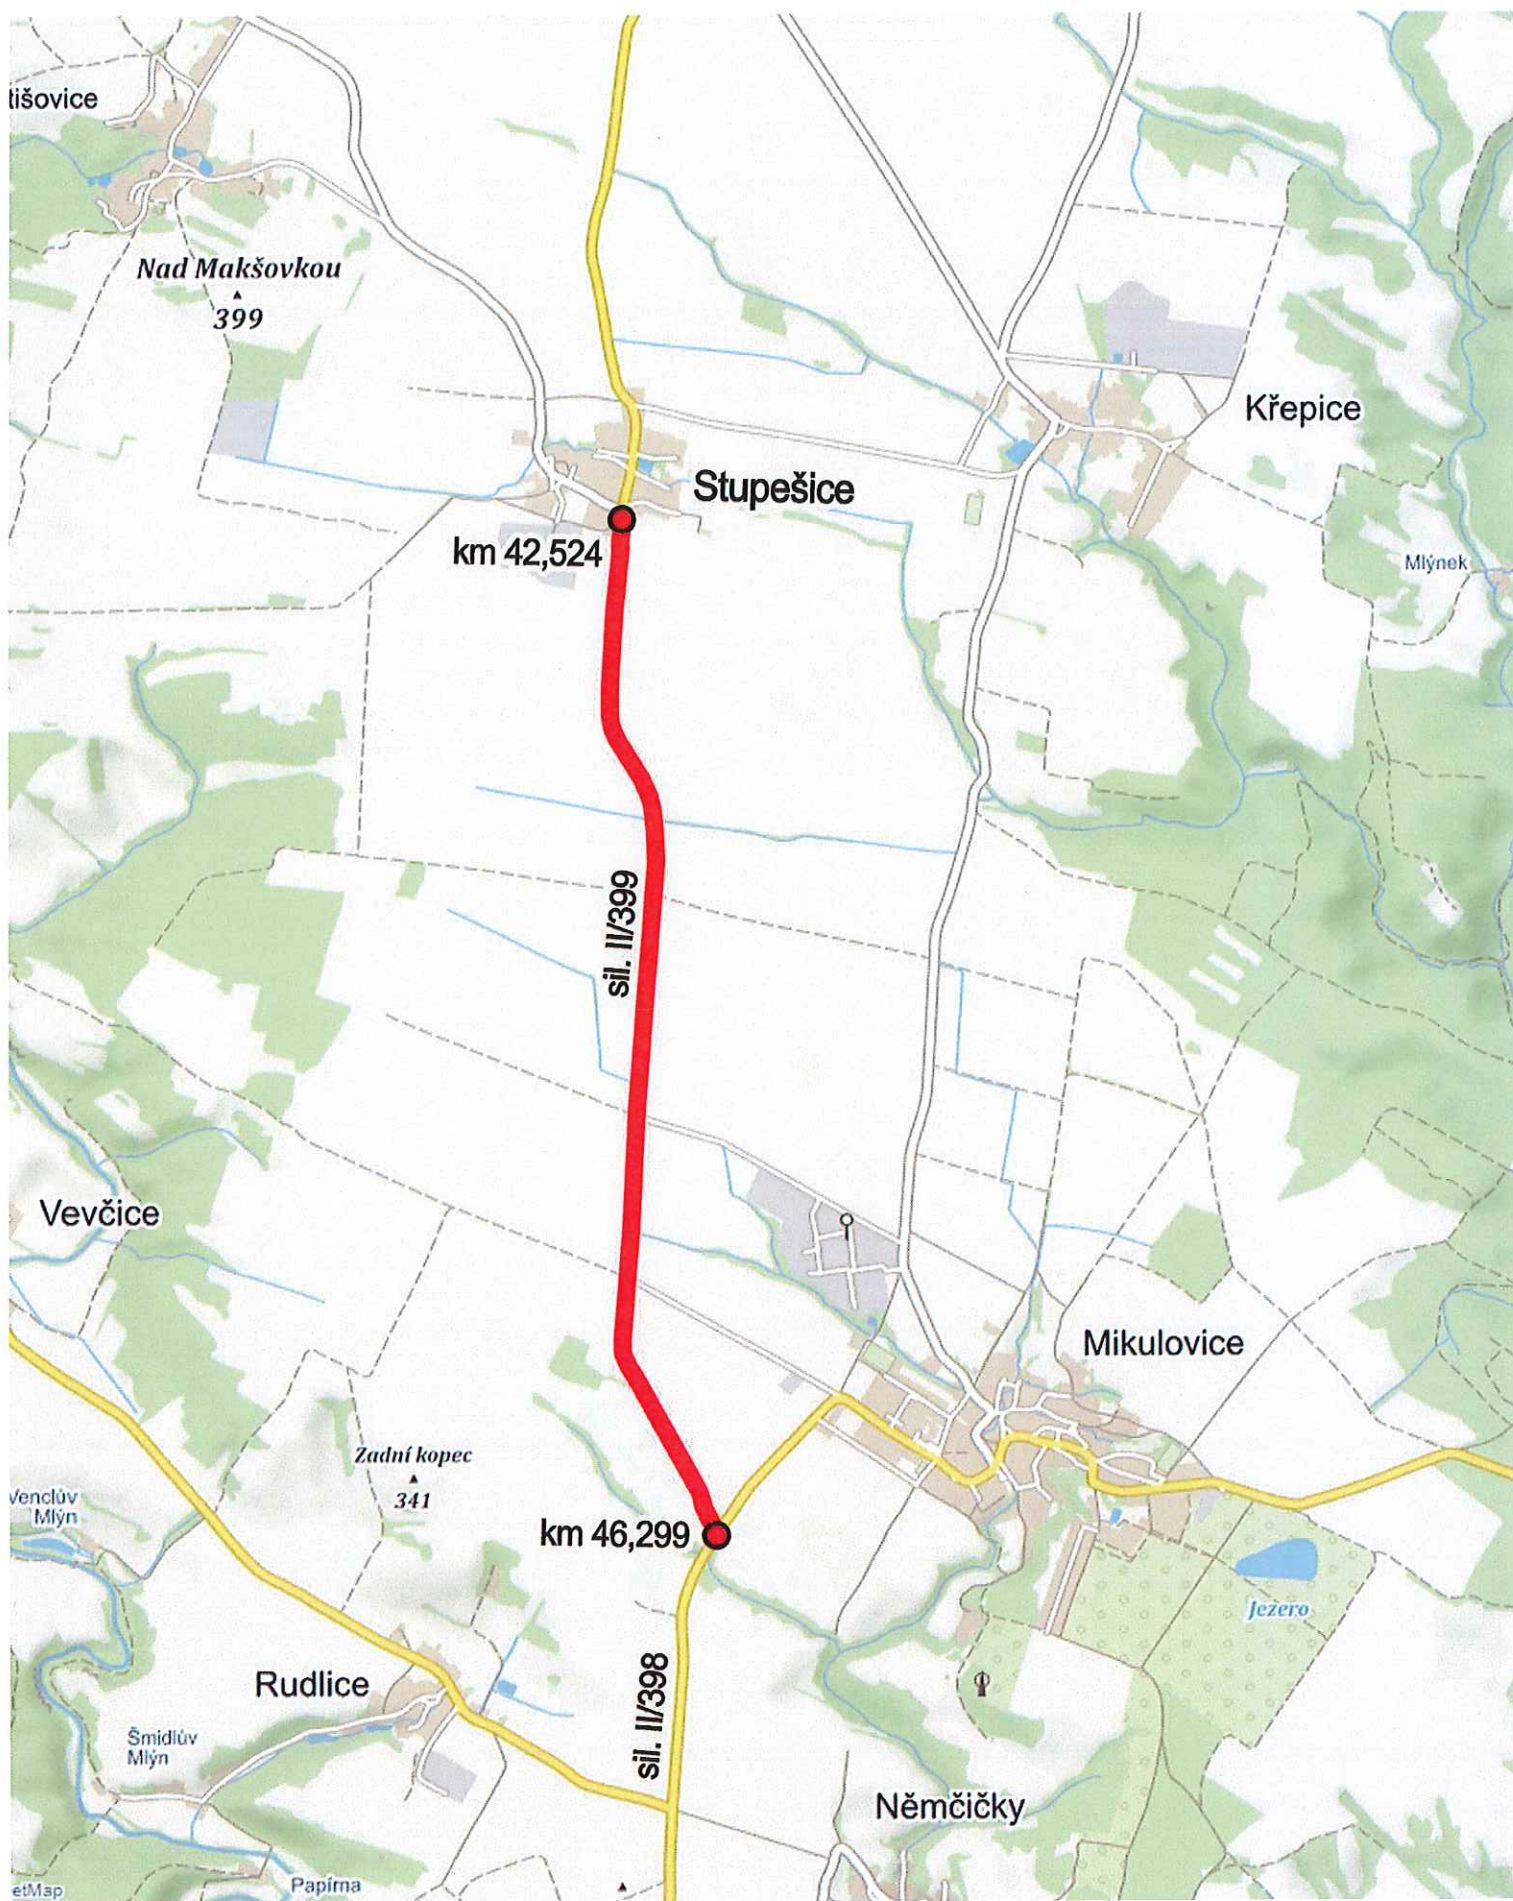 tišovice
Nad Makšovkou
399
Křepice
Stupešice
km 42,524
Mlýnek
sil. II/399
Vevčice
Mikulovice
Zadní kopec
341
Venclův
Mlýn
km 46,299
Jezero
Rudlice
sil. II/398
Šmidlův
Mlýn
Němčičky
Papírna
etMap